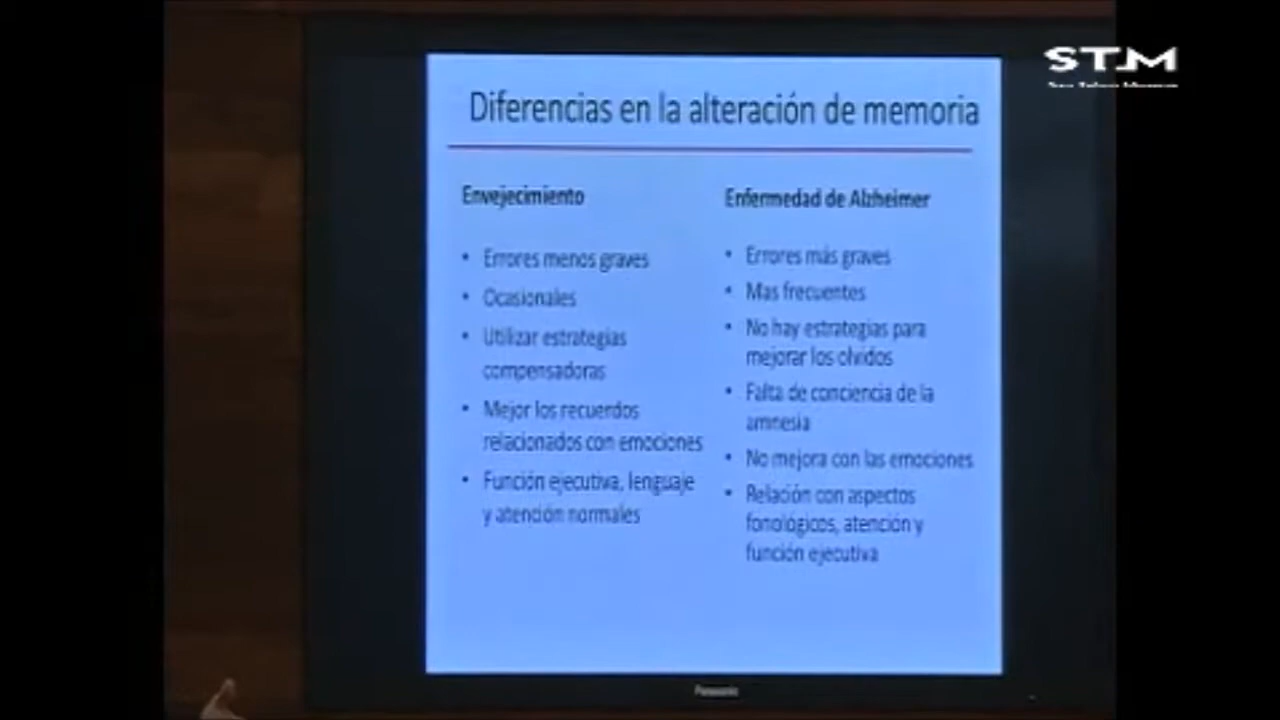 STM
Diferencias en la alteración de memoria
Envejecimiento
• Errores menos graves
• Ocasionales
• Utilizar estrategias
compensadoras
• Mejor los recuerdos
relacionados con emociones
• Función ejecutiva, lenguaje
y atención normales
Enfermedad de Alzheimer
• Errores más graves
• Mas frecuentes
• No hay estrategias para
mejorar los olvidos
• Falta de conciencia de la
amnesia
• No mejora con las emociones
• Relación con aspectos
fonológicos, atención y
función ejecutiva
Panasonic